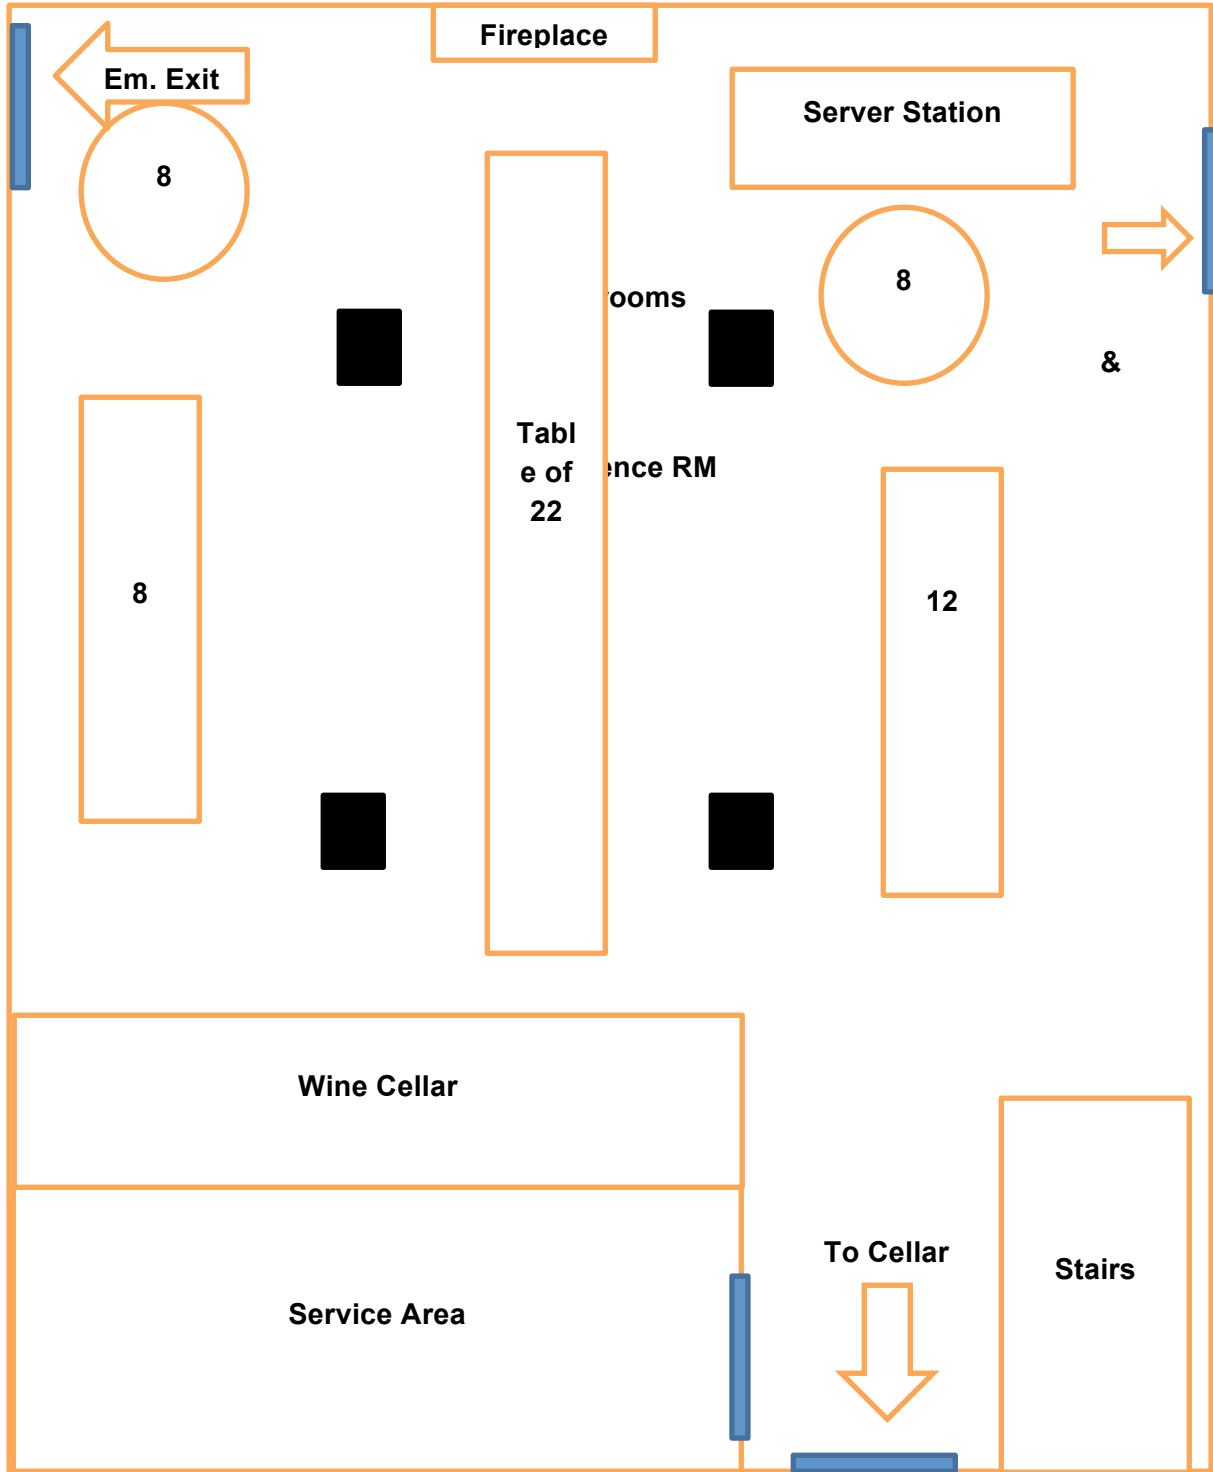 Fireplace
Em. Exit
Server Station
8
8
ooms
&
Tabl
e of
22
ence RM
8
12
Wine Cellar
To Cellar
Stairs
Service Area